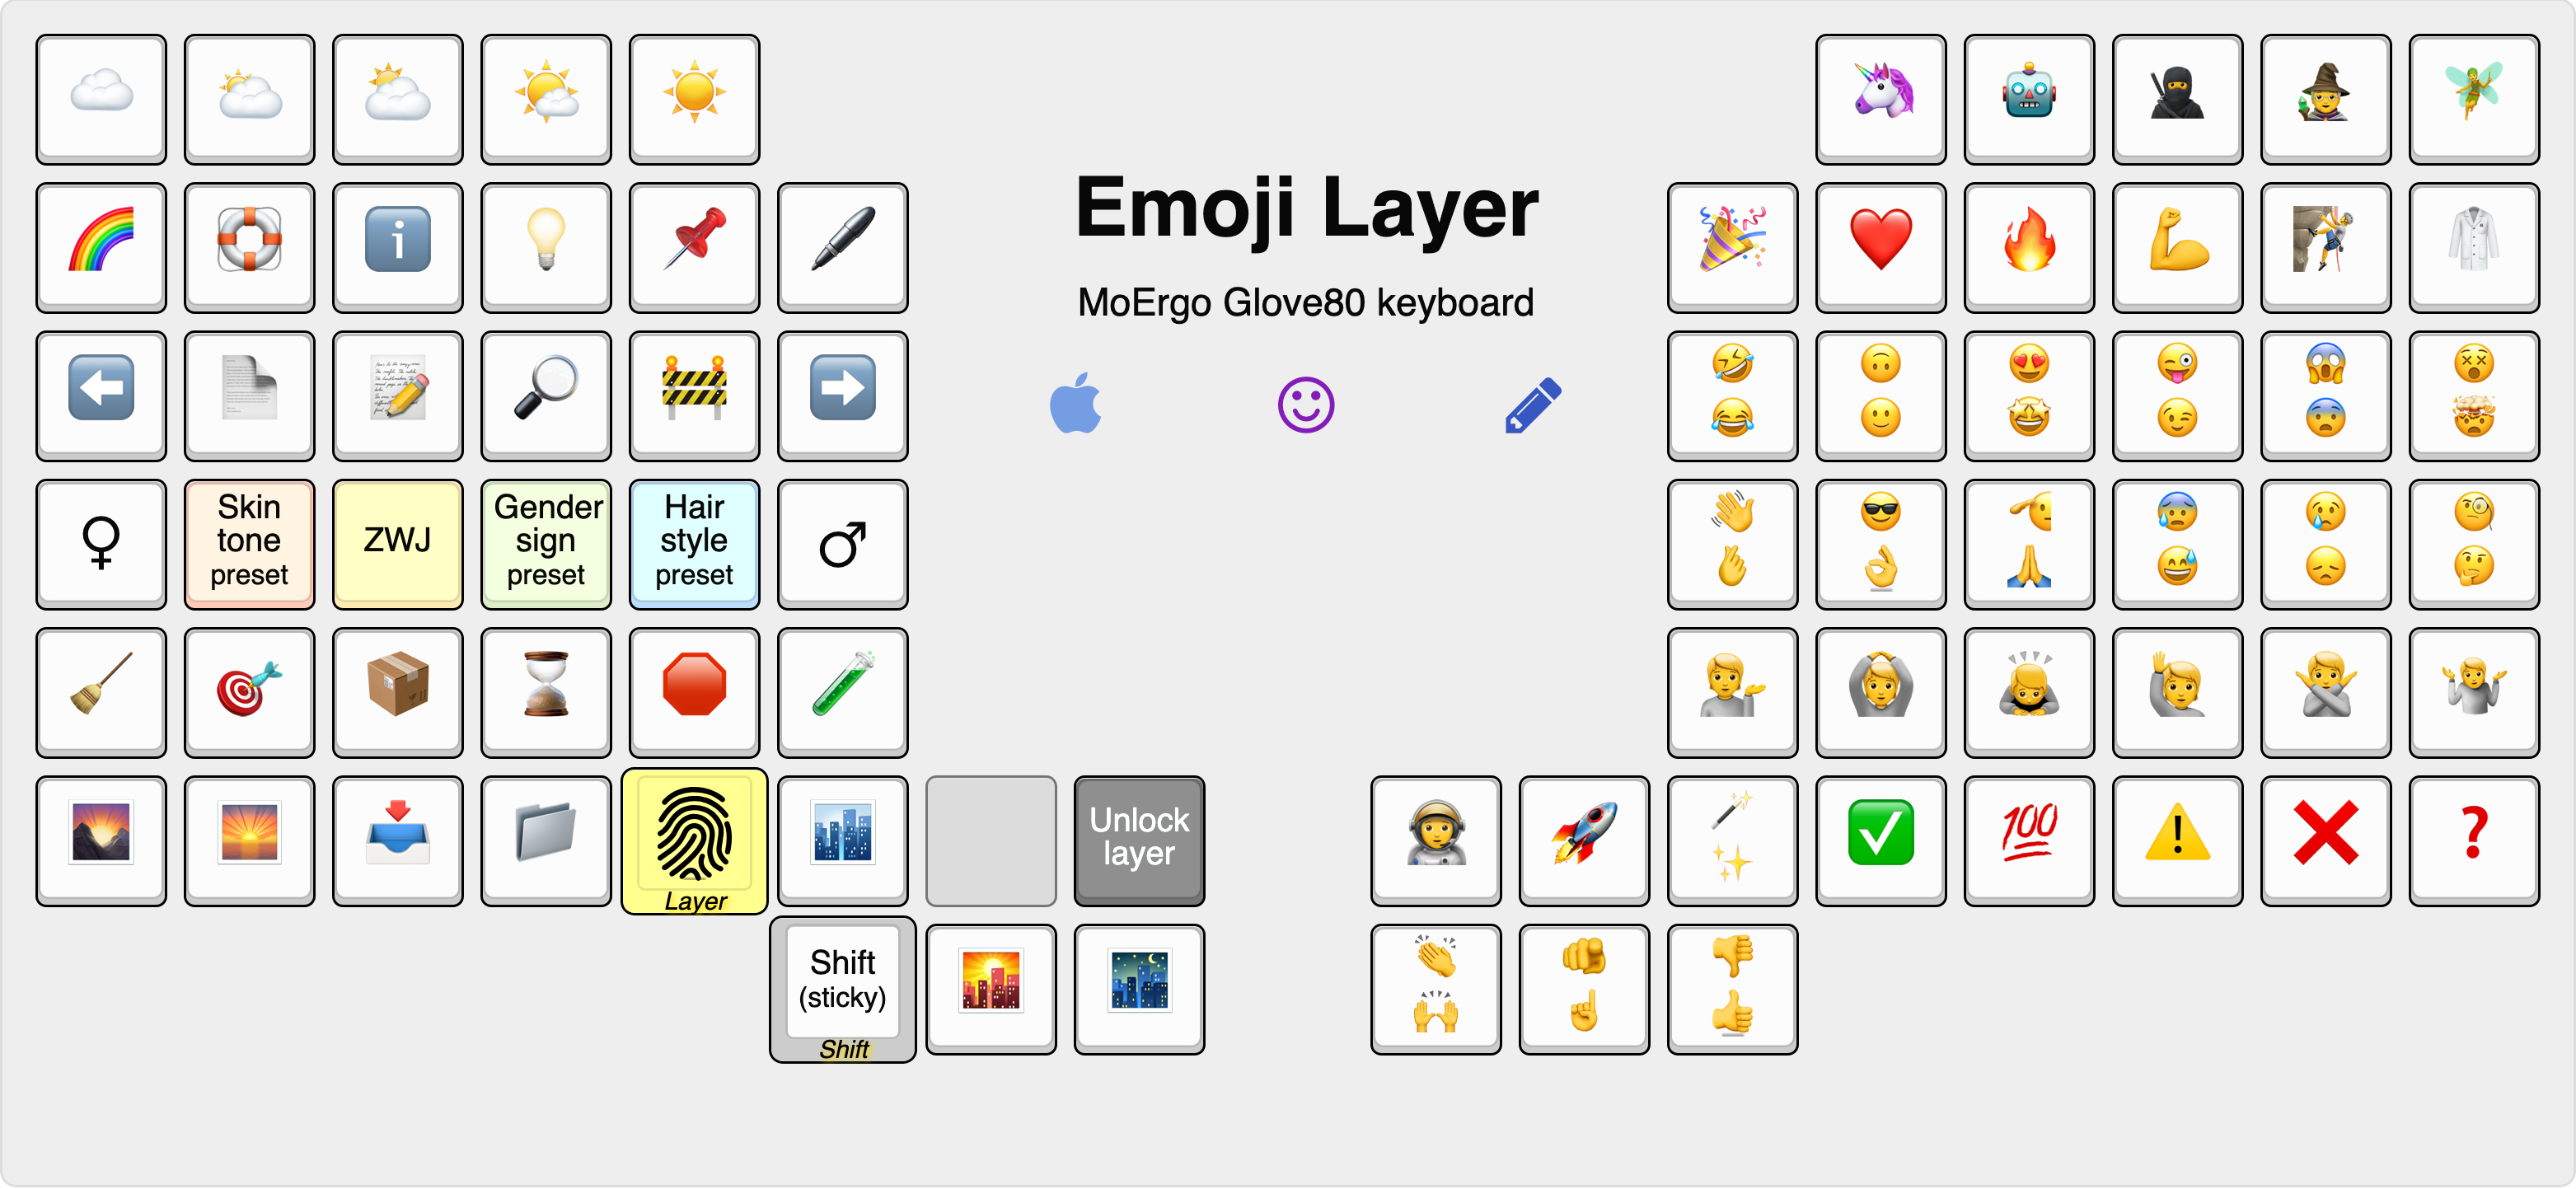 Emoji Layer
MoErgo Glove80 keyboard
Skin
tone
preset
ZWJ
Gender
sign
preset
Hair
style
preset
Layer
Unlock
layer
100
Shift
(sticky)
Shift